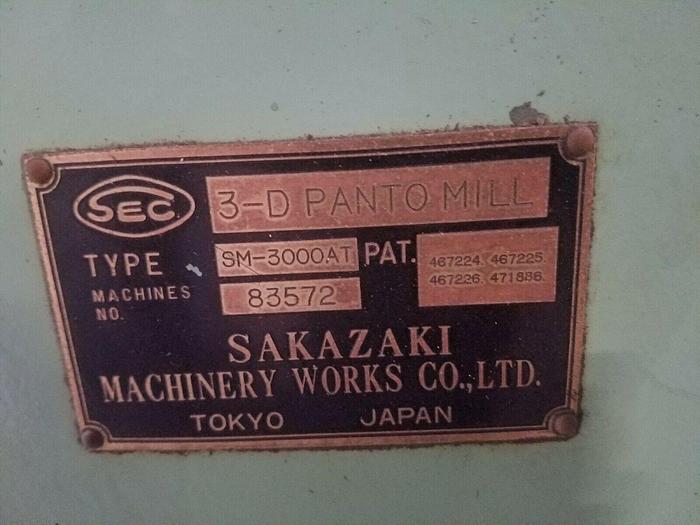 SEC
3-D PANTO MILL
TYPE SM-3000AT PAT. 467224. 467225.
467226. 471886.
MACHINES NO. 83572
SAKAZAKI
MACHINERY WORKS CO.,LTD.
TOKYO JAPAN